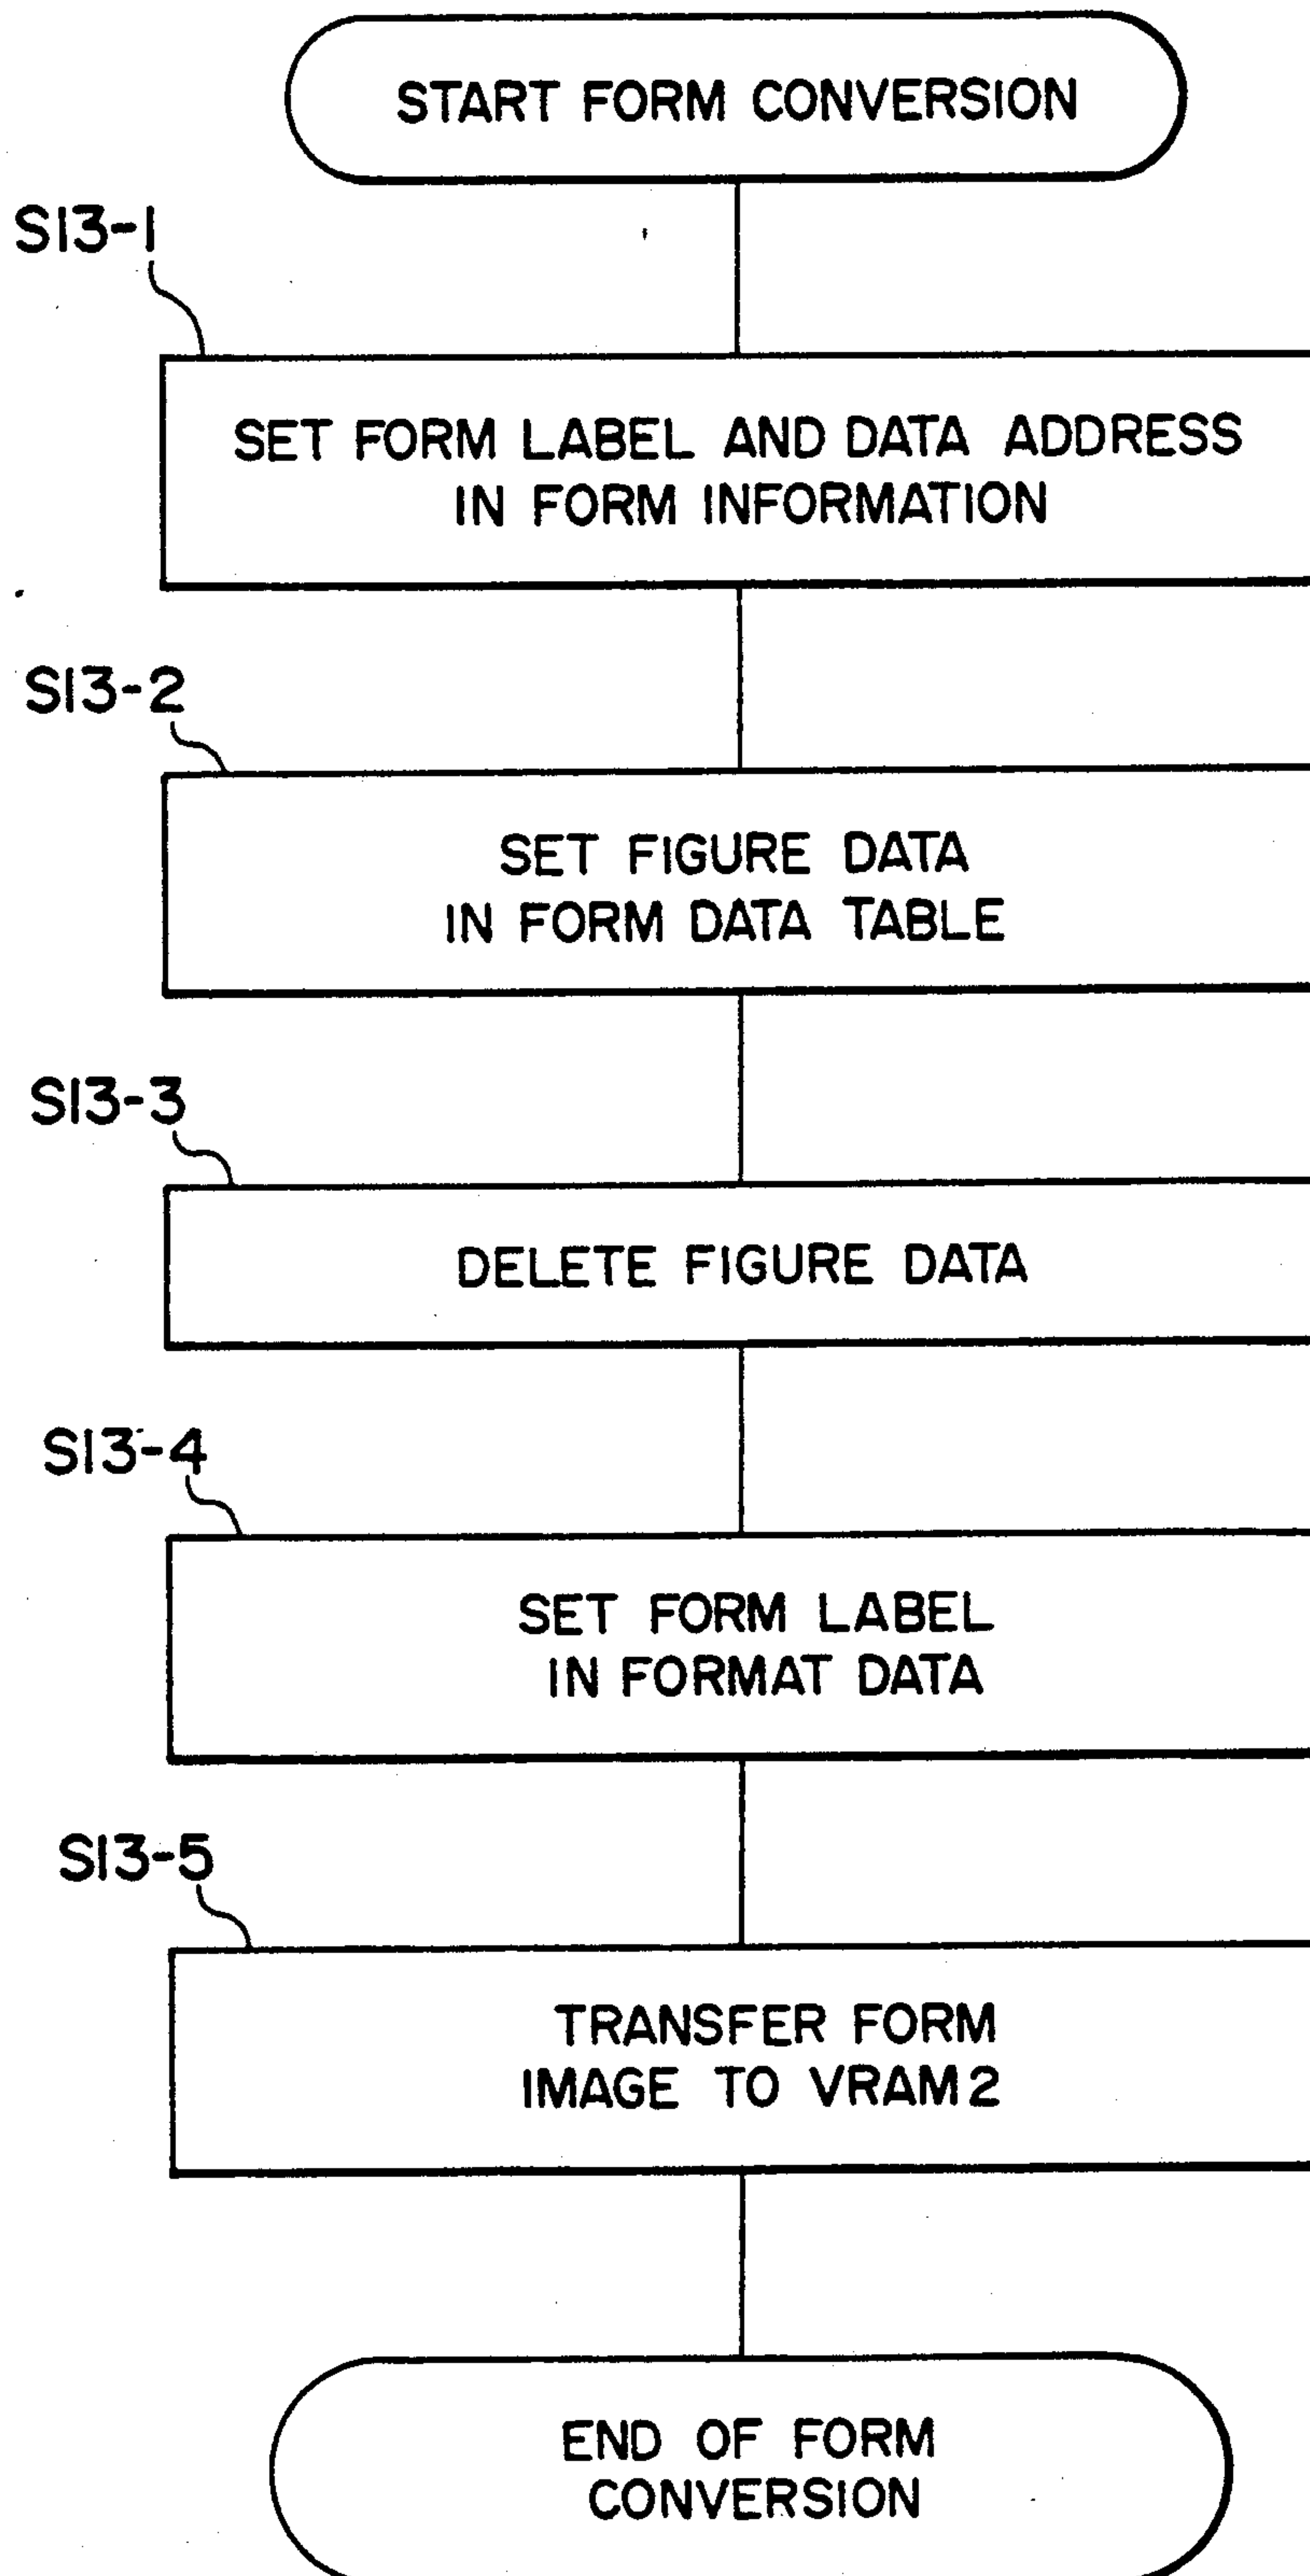 START FORM CONVERSION
S13-1
SET FORM LABEL AND DATA ADDRESS
IN FORM INFORMATION
S13-2
SET FIGURE DATA
IN FORM DATA TABLE
S13-3
DELETE FIGURE DATA
S13-4
SET FORM LABEL
IN FORMAT DATA
S13-5
TRANSFER FORM
IMAGE TO VRAM2
END OF FORM
CONVERSION